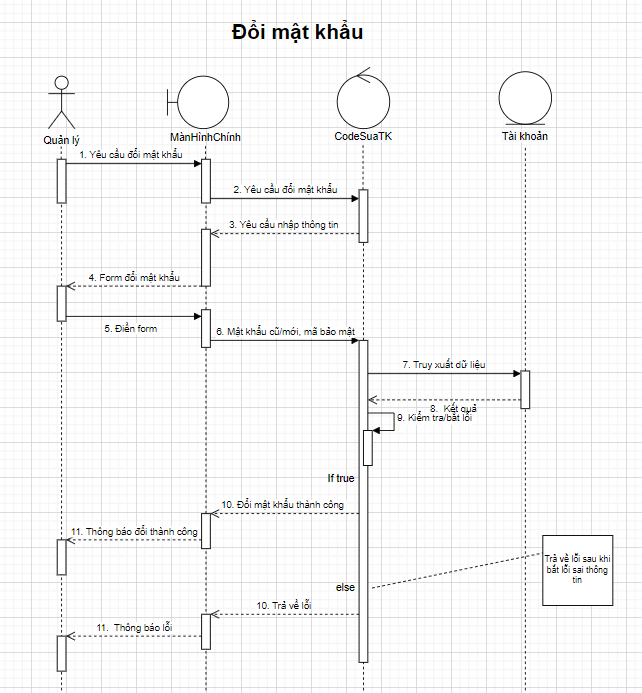 Đổi mật khẩu
Quản lý
MànHìnhChính
CodeSuaTK
Tài khoản
1. Yêu cầu đổi mật khẩu
2. Yêu cầu đổi mật khẩu
3. Yêu cầu nhập thông tin
4. Form đổi mật khẩu
5. Điền form
6. Mật khẩu cũ/mới, mã bảo mật
7. Truy xuất dữ liệu
8. Kết quả
9. Kiểm tra/bắt lỗi
If true
10. Đổi mật khẩu thành công
11. Thông báo đổi thành công
Trả về lỗi sau khi
bắt lỗi sai thông
tin
else
10. Trả về lỗi
11. Thông báo lỗi